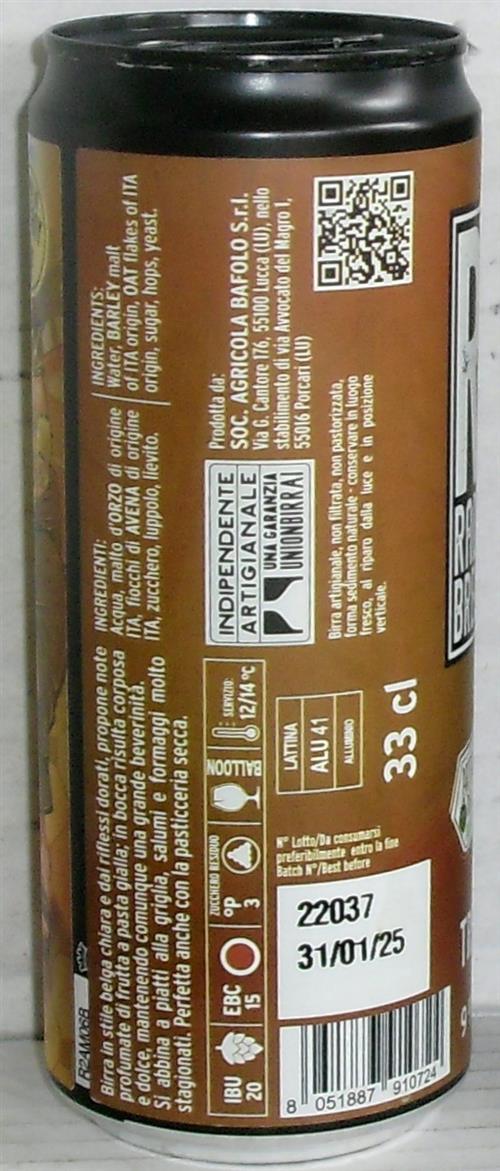 Birra in stile belga chiara e dai riflessi dorati, propone note
profumate di frutta a pasta gialla; in bocca risulta corposa
e dolce, mantenendo comunque una grande beverinità.
Si abbina a piatti alla griglia, salumi e formaggi molto
stagionati. Perfetta anche con la pasticceria secca.
INGREDIENTI:
Acqua, malto d'ORZO di origine
ITA, fiocchi di AVENA di origine
ITA, zucchero, luppolo, lievito.
INGREDIENTS:
Water, BARLEY malt
of ITA origin, OAT flakes of ITA
origin, sugar, hops, yeast.
IBU
20
EBC
15
ZUCCHERO RESIDUO
°P
3
BALLOON
BALLOON
SERVIZIO:
12/14 °C
INDIPENDENTE
ARTIGIANALE
UNA GARANZIA
UNIONBIRRAI
Prodotta da:
SOC. AGRICOLA BAFOLO S.r.l.
Via G. Cantore 176, 55100 Lucca (LU), nello
stabilimento di via Avvocato del Magro 1,
55016 Porcari (LU)
LATTINA
ALU 41
ALLUMINIO
Birra artigianale, non filtrata, non pastorizzata,
forma sedimento naturale - conservare in luogo
fresco, al riparo dalla luce e in posizione
verticale.
33 cl
N° Lotto/Da consumarsi
preferibilmente entro la fine
Batch N°/Best before
22037
31/01/25
8 051887 910724